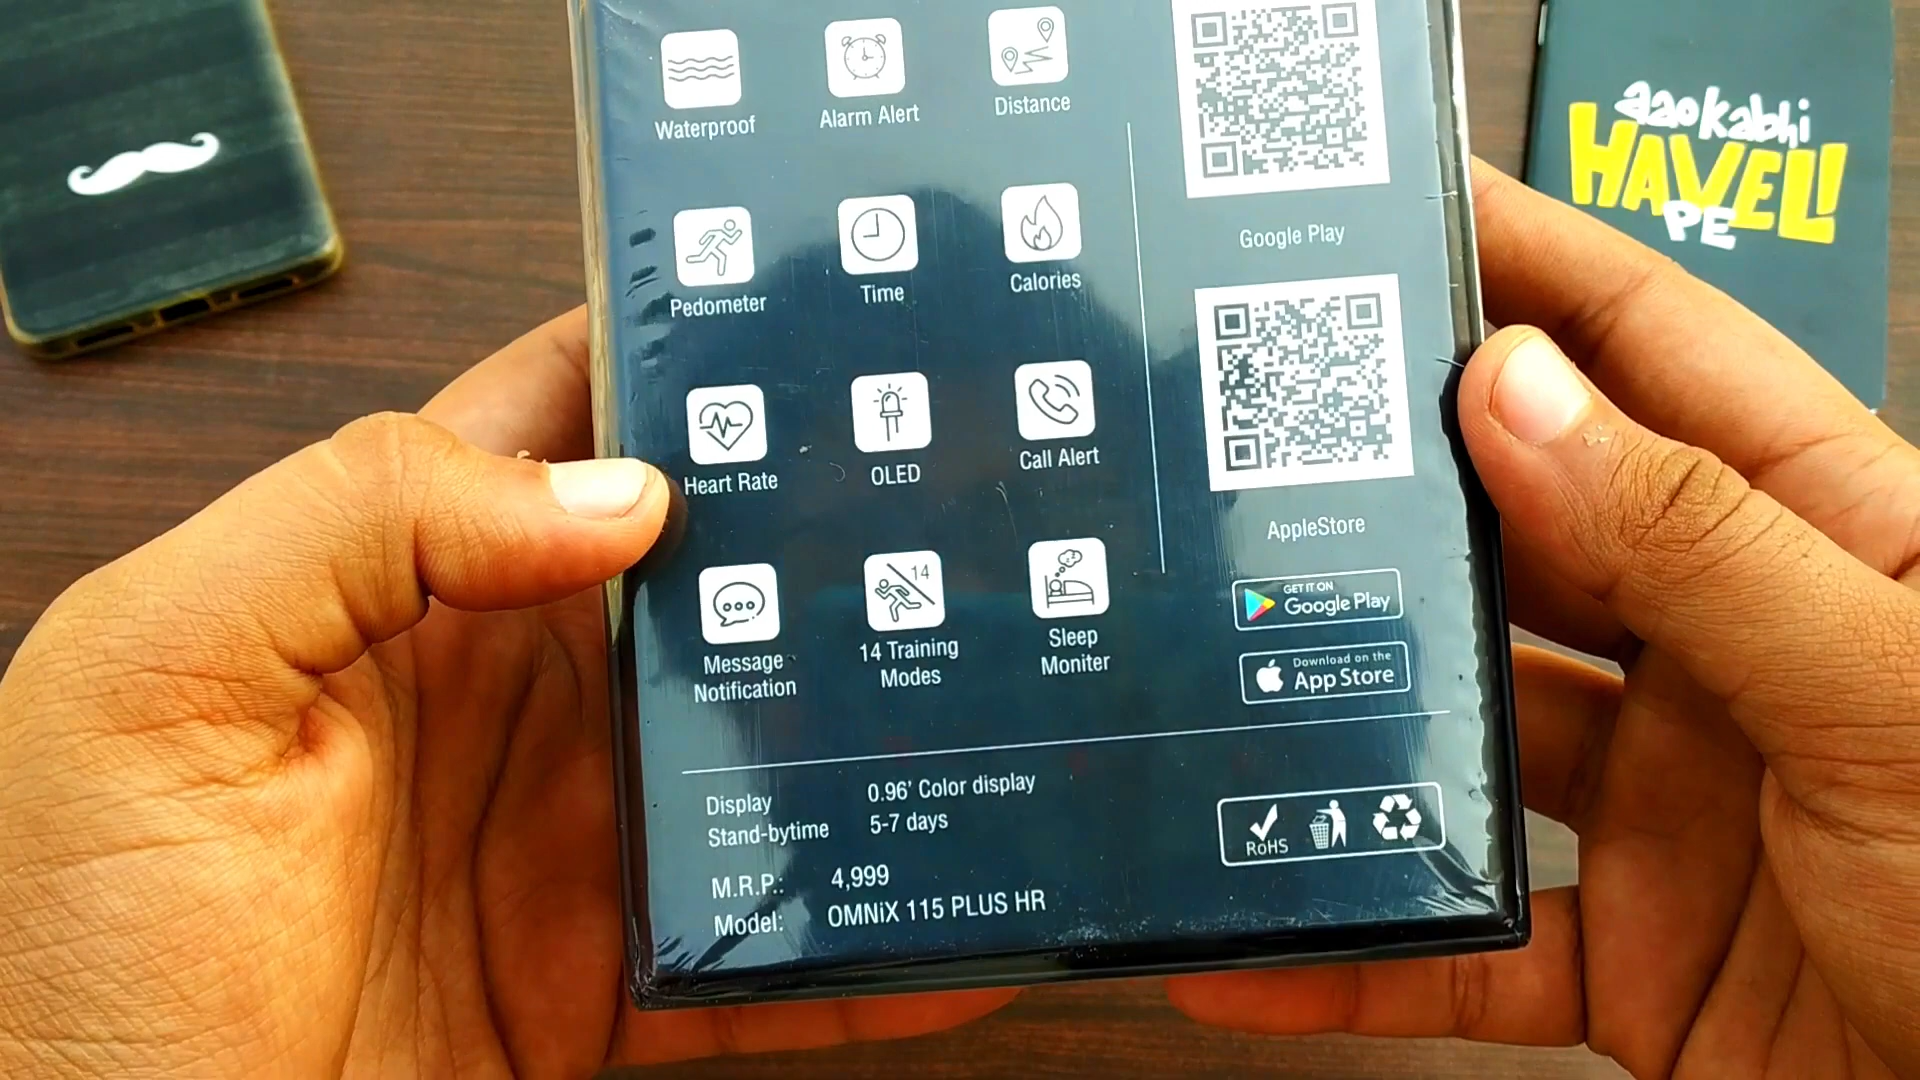 Waterproof
Alarm Alert
Distance
Pedometer
Time
Calories
Heart Rate
OLED
Call Alert
Message
Notification
14
14 Training
Modes
Sleep
Moniter
Google Play
AppleStore
GET IT ON
Google Play
Download on the
App Store
Display 0.96' Color display
Stand-bytime 5-7 days
M.R.P.: 4,999
Model: OMNiX 115 PLUS HR
RoHS
aao kabhi
HAVELI
PE